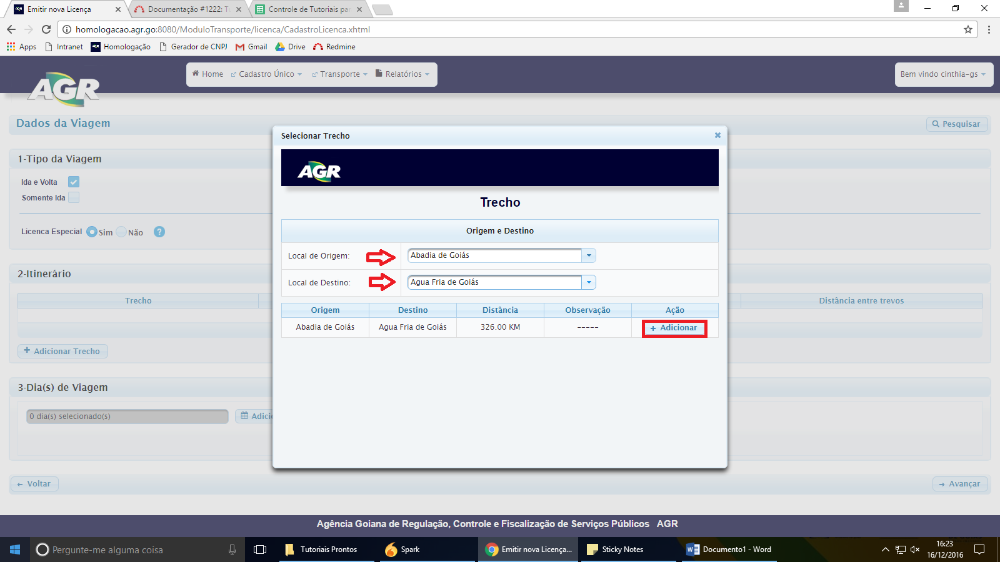 Emitir nova Licença
Documentação #1222: Tu
Controle de Tutoriais par
homologacao.agr.go:8080/ModuloTransporte/licenca/CadastroLicenca.xhtml
Apps Intranet Homologação Gerador de CNPJ Gmail Drive Redmine
AGR
Home Cadastro Único Transporte Relatórios
Bem vindo cinthia-gs
Dados da Viagem
Pesquisar
1-Tipo da Viagem
Ida e Volta
Somente Ida
Licenca Especial Sim Não ?
2-Itinerário
Trecho
Distância entre trevos
+ Adicionar Trecho
3-Dia(s) de Viagem
0 dia(s) selecionado(s)
Adici
Voltar
Avançar
Selecionar Trecho
AGR
Trecho
Origem e Destino
Local de Origem: Abadia de Goiás
Local de Destino: Agua Fria de Goiás
Origem Destino Distância Observação Ação
Abadia de Goiás Agua Fria de Goiás 326.00 KM ----- + Adicionar
Agência Goiana de Regulação, Controle e Fiscalização de Serviços Públicos AGR
Pergunte-me alguma coisa
Tutoriais Prontos
Spark
Emitir nova Licença...
Sticky Notes
Documento1 - Word
16:23
16/12/2016